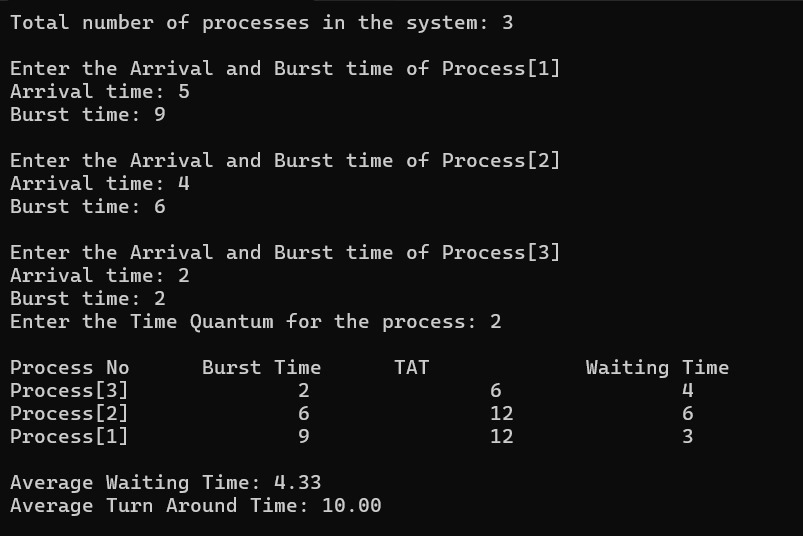 Total number of processes in the system: 3
Enter the Arrival and Burst time of Process[1]
Arrival time: 5
Burst time: 9
Enter the Arrival and Burst time of Process[2]
Arrival time: 4
Burst time: 6
Enter the Arrival and Burst time of Process[3]
Arrival time: 2
Burst time: 2
Enter the Time Quantum for the process: 2
Process No Burst Time TAT Waiting Time
Process[3] 2 6 4
Process[2] 6 12 6
Process[1] 9 12 3
Average Waiting Time: 4.33
Average Turn Around Time: 10.00